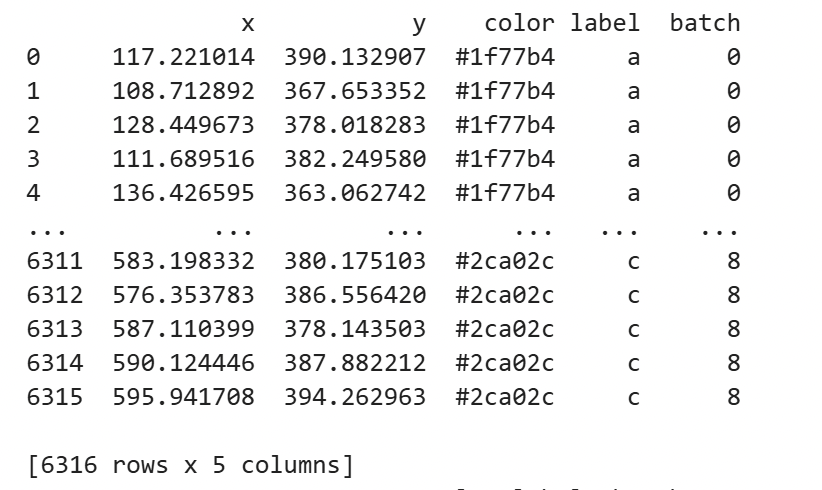 x y color label batch
0 117.221014 390.132907 #1f77b4 a 0
1 108.712892 367.653352 #1f77b4 a 0
2 128.449673 378.018283 #1f77b4 a 0
3 111.689516 382.249580 #1f77b4 a 0
4 136.426595 363.062742 #1f77b4 a 0
... ... ... ... ... ...
6311 583.198332 380.175103 #2ca02c c 8
6312 576.353783 386.556420 #2ca02c c 8
6313 587.110399 378.143503 #2ca02c c 8
6314 590.124446 387.882212 #2ca02c c 8
6315 595.941708 394.262963 #2ca02c c 8
[6316 rows x 5 columns]